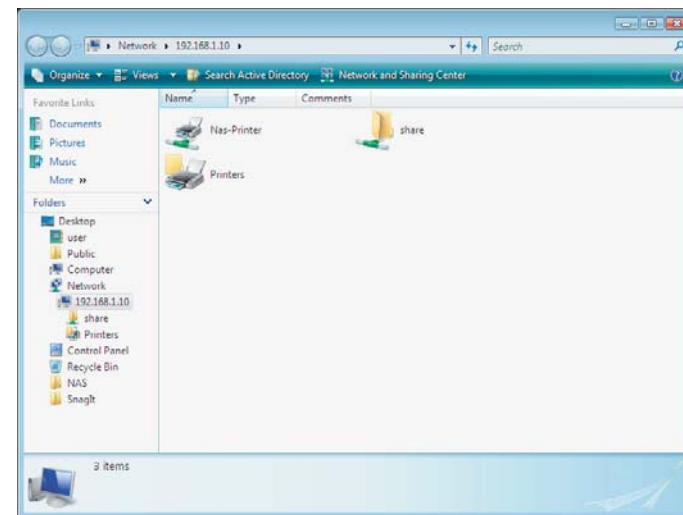 Network ▸ 192.168.1.10 ▸ Search
Organize Views Search Active Directory Network and Sharing Center
Favorite Links
Documents
Pictures
Music
More »
Folders
Desktop
user
Public
Computer
Network
192.168.1.10
share
Printers
Control Panel
Recycle Bin
NAS
SnagIt
Name Type Comments
Nas-Printer share
Printers
3 items